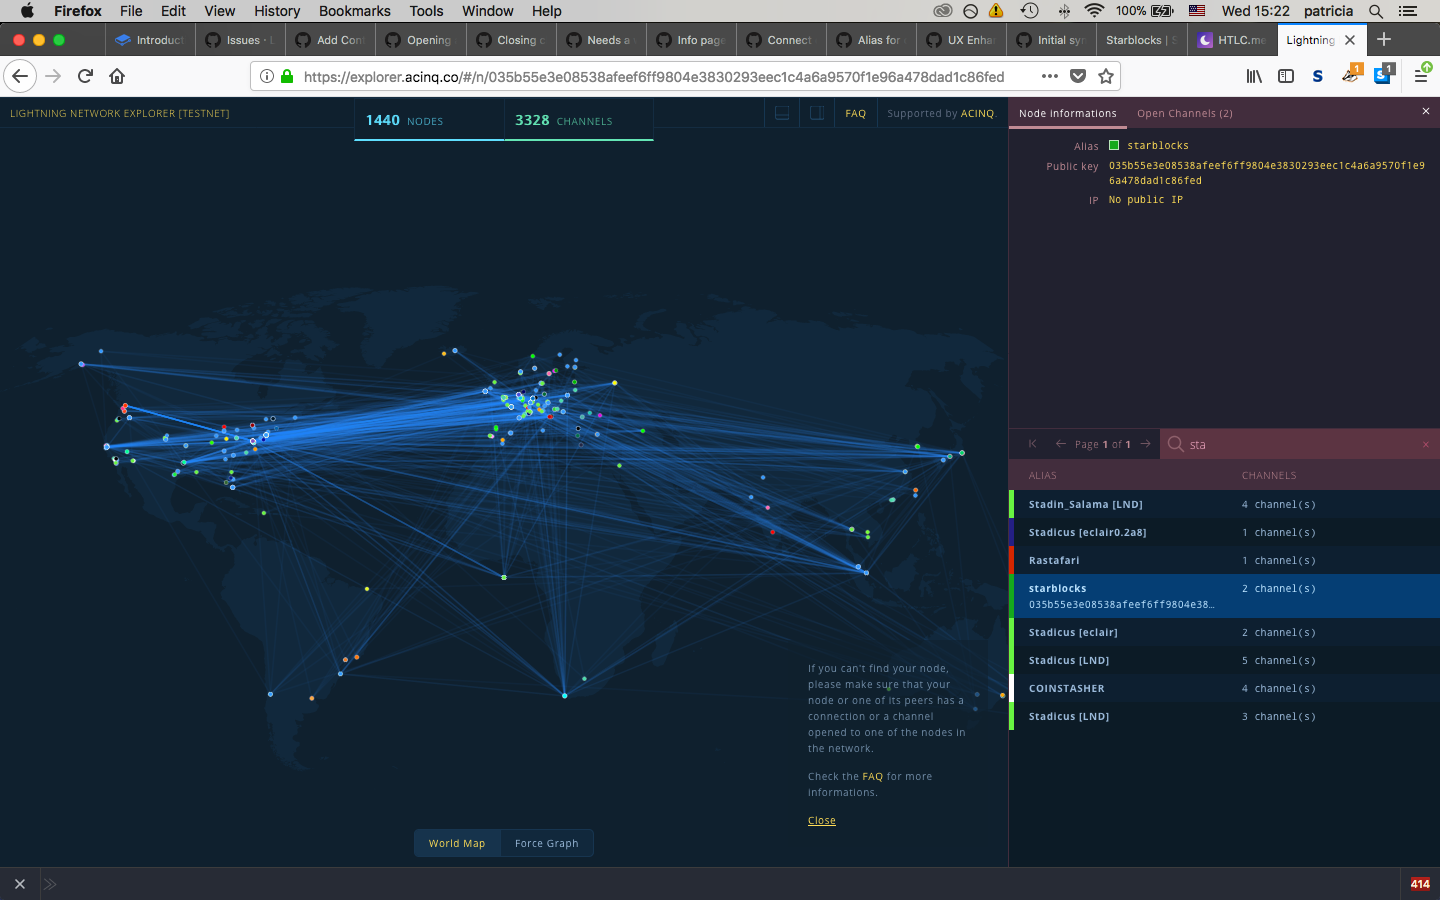 Firefox File Edit View History Bookmarks Tools Window Help 100% Wed 15:22 patricia
Introduct Issues · L Add Con Opening Closing c Needs a Info page Connect Alias for UX Enha Initial syn Starblocks | S HTLC.me Lightning
https://explorer.acinq.co/#/n/035b55e3e08538afeef6ff9804e3830293eec1c4a6a9570f1e96a478dad1c86fed S 1 1
LIGHTNING NETWORK EXPLORER [TESTNET] 1440 NODES 3328 CHANNELS FAQ Supported by ACINQ.
Node informations Open Channels (2)
Alias starblocks
Public key 035b55e3e08538afeef6ff9804e3830293eec1c4a6a9570f1e9
6a478dad1c86fed
IP No public IP
Page 1 of 1 sta
ALIAS CHANNELS
Stadin_Salama [LND] 4 channel(s)
Stadicus [eclair0.2a8] 1 channel(s)
Rastafari 1 channel(s)
starblocks 2 channel(s)
035b55e3e08538afeef6ff9804e38…
Stadicus [eclair] 2 channel(s)
Stadicus [LND] 5 channel(s)
COINSTASHER 4 channel(s)
Stadicus [LND] 3 channel(s)
If you can't find your node,
please make sure that your
node or one of its peers has a
connection or a channel
opened to one of the nodes in
the network.
Check the FAQ for more
informations.
Close
World Map Force Graph
414